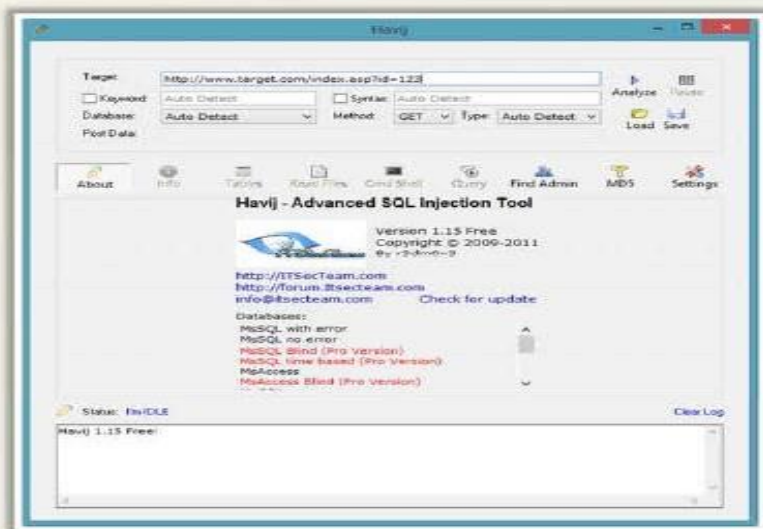 Havij
Target: http://www.target.com/index.asp?id=123
Analyze
Keyword: Auto Detect Syntax: Auto Detect
Database: Auto Detect Method: GET Type: Auto Detect
Load Save
Post Data:
About Info Tables Read Files Cmd Shell Query Find Admin MD5 Settings
Havij - Advanced SQL Injection Tool
Version 1.15 Free
Copyright © 2009-2011
http://ITSecTeam.com
http://forum.itsecteam.com
info@itsecteam.com Check for update
Databases:
MsSQL with error
MsSQL no error
MsSQL Blind (Pro Version)
MsSQL time based (Pro Version)
MsAccess
MsAccess Blind (Pro Version)
Status: I'm IDLE Clear Log
Havij 1.15 Free!